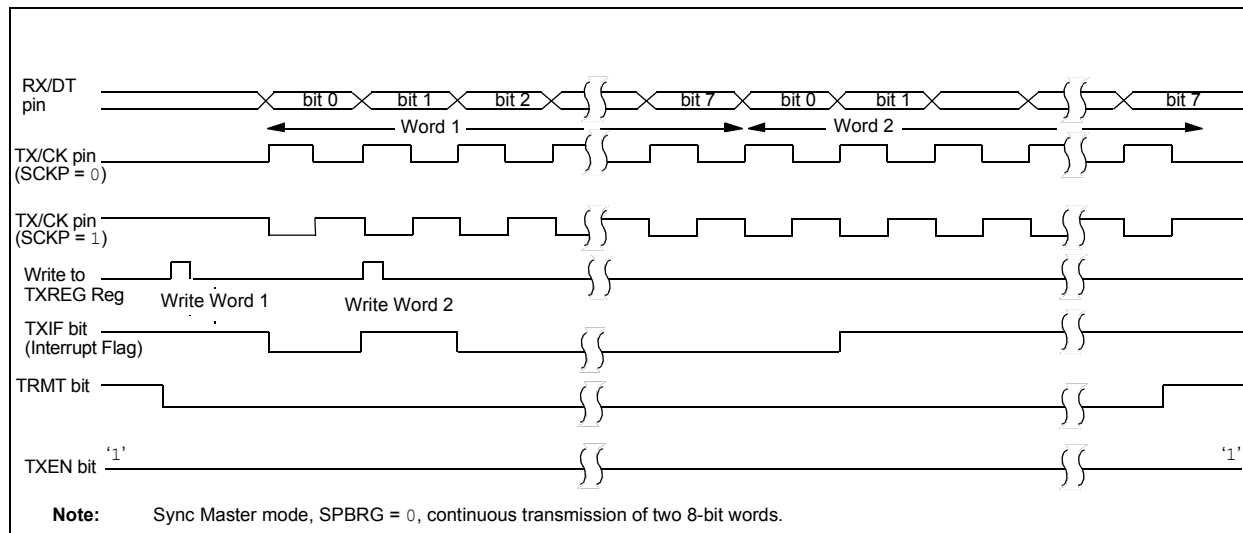 RX/DT
pin
bit 0 bit 1 bit 2 bit 7 bit 0 bit 1 bit 7
Word 1 Word 2
TX/CK pin
(SCKP = 0)
TX/CK pin
(SCKP = 1)
Write to
TXREG Reg
Write Word 1 Write Word 2
TXIF bit
(Interrupt Flag)
TRMT bit
TXEN bit '1' '1'
Note: Sync Master mode, SPBRG = 0, continuous transmission of two 8-bit words.